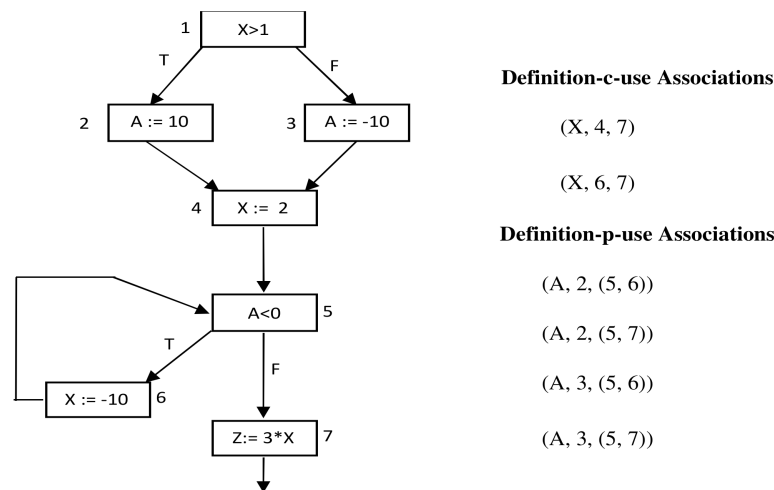 1
X>1
T
F
2
A := 10
3
A := -10
4
X := 2
A<0
5
T
F
X := -10
6
Z:= 3*X
7
Definition-c-use Associations
(X, 4, 7)
(X, 6, 7)
Definition-p-use Associations
(A, 2, (5, 6))
(A, 2, (5, 7))
(A, 3, (5, 6))
(A, 3, (5, 7))